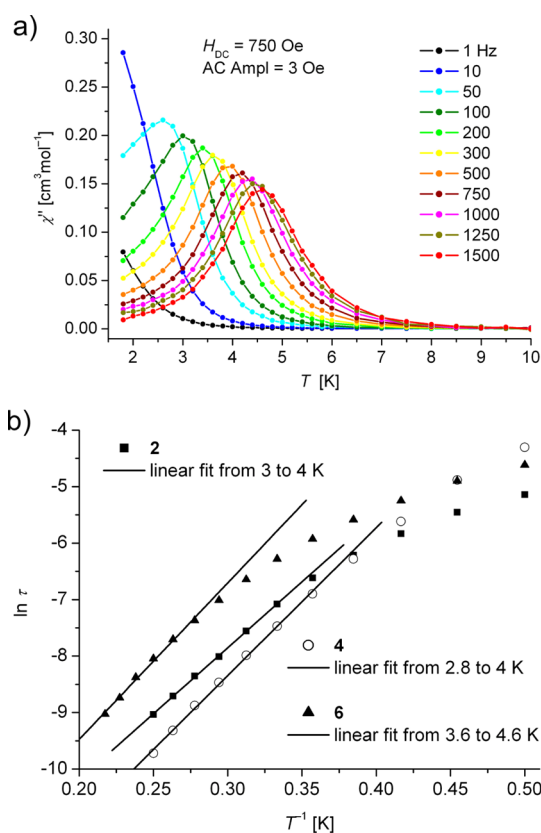 a)
H_DC = 750 Oe
AC Ampl = 3 Oe
1 Hz
10
50
100
200
300
500
750
1000
1250
1500
χ'' [cm³mol⁻¹]
0.30
0.25
0.20
0.15
0.10
0.05
0.00
2 3 4 5 6 7 8 9 10
T [K]
b)
2
linear fit from 3 to 4 K
4
linear fit from 2.8 to 4 K
6
linear fit from 3.6 to 4.6 K
ln τ
-4
-5
-6
-7
-8
-9
-10
0.20 0.25 0.30 0.35 0.40 0.45 0.50
T⁻¹ [K]